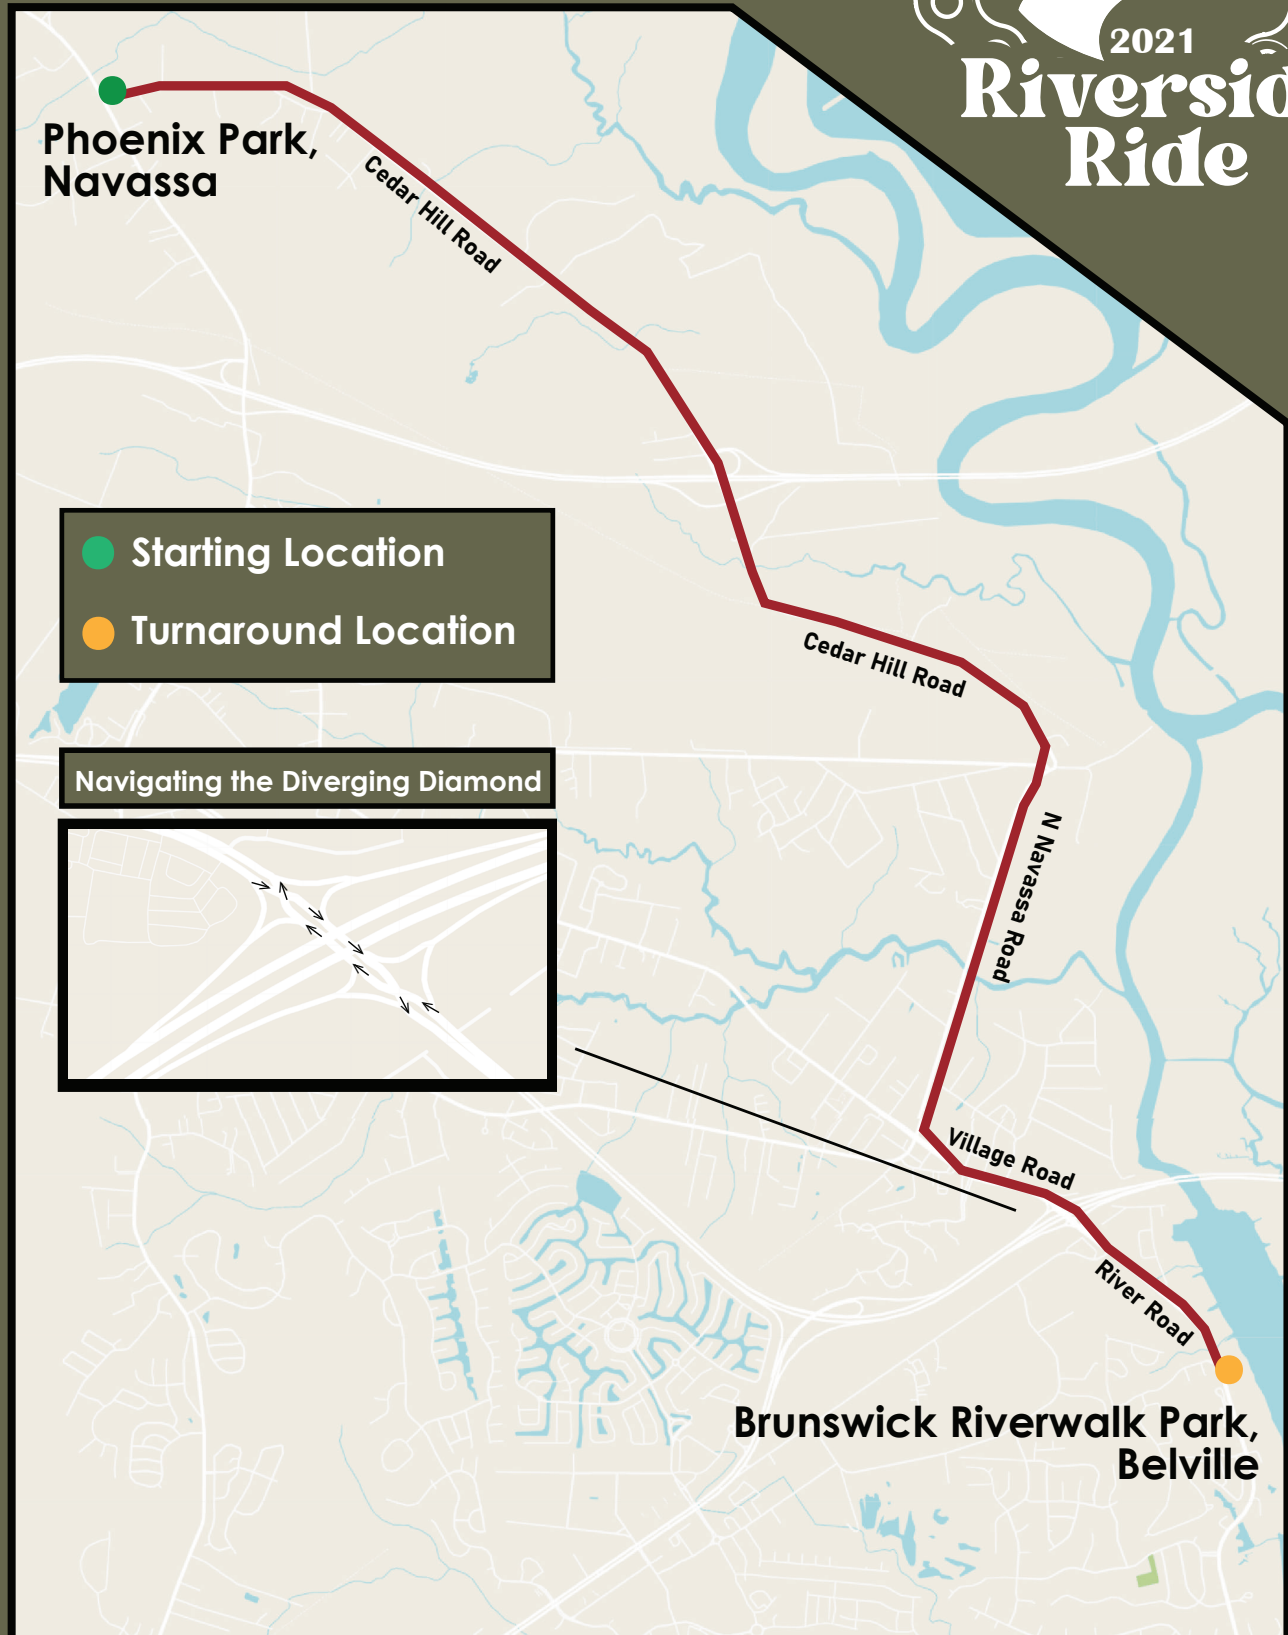 2021
Riversid
Ride
Phoenix Park,
Navassa
Cedar Hill Road
Starting Location
Turnaround Location
Cedar Hill Road
Navigating the Diverging Diamond
N Navassa Road
Village Road
River Road
Brunswick Riverwalk Park,
Belville